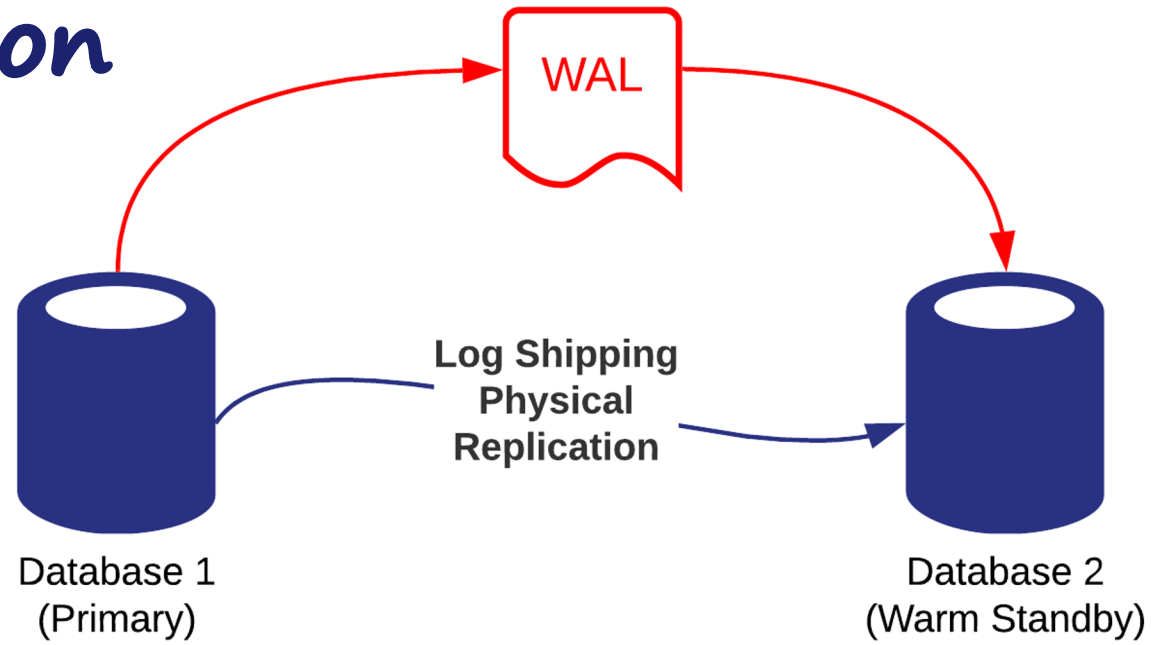 on
WAL
Log Shipping
Physical
Replication
Database 1
(Primary)
Database 2
(Warm Standby)